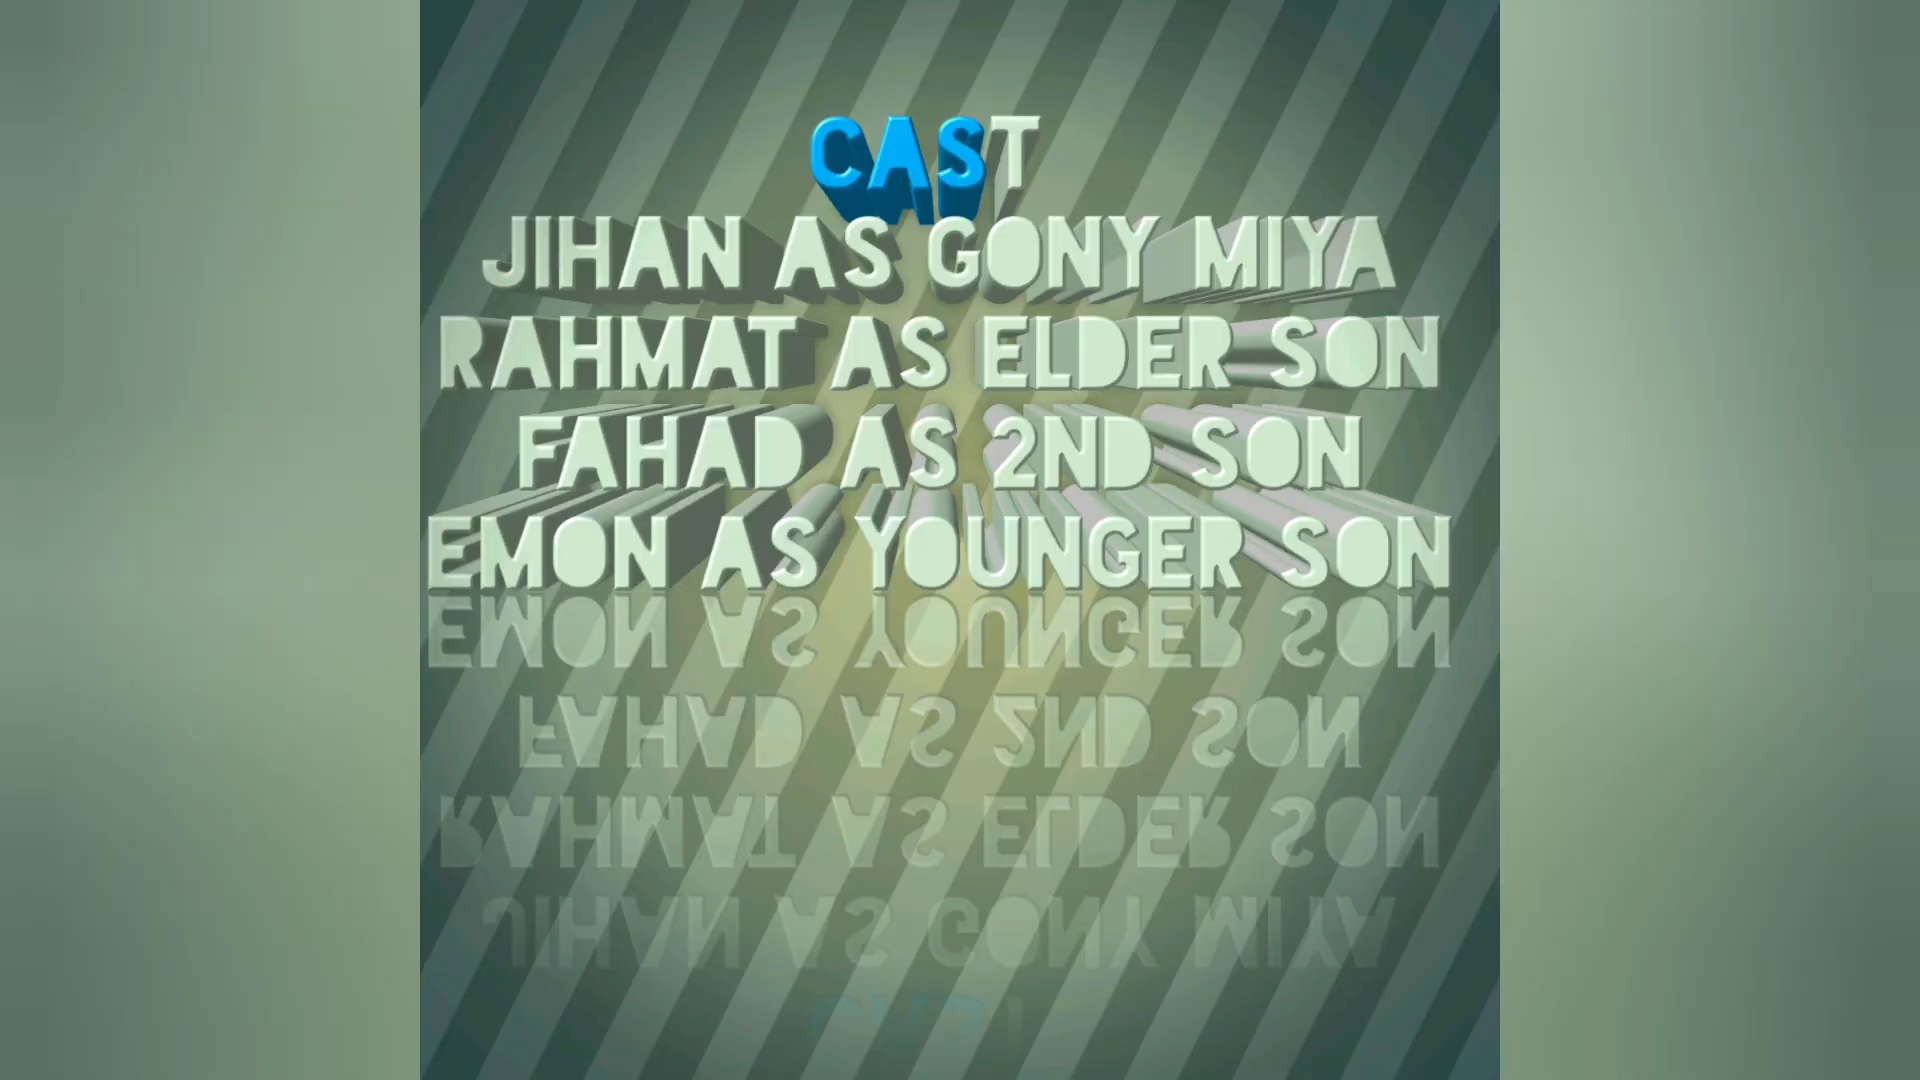 CAST
JIHAN AS GONY MIYA
RAHMAT AS ELDER SON
FAHAD AS 2ND SON
EMON AS YOUNGER SON